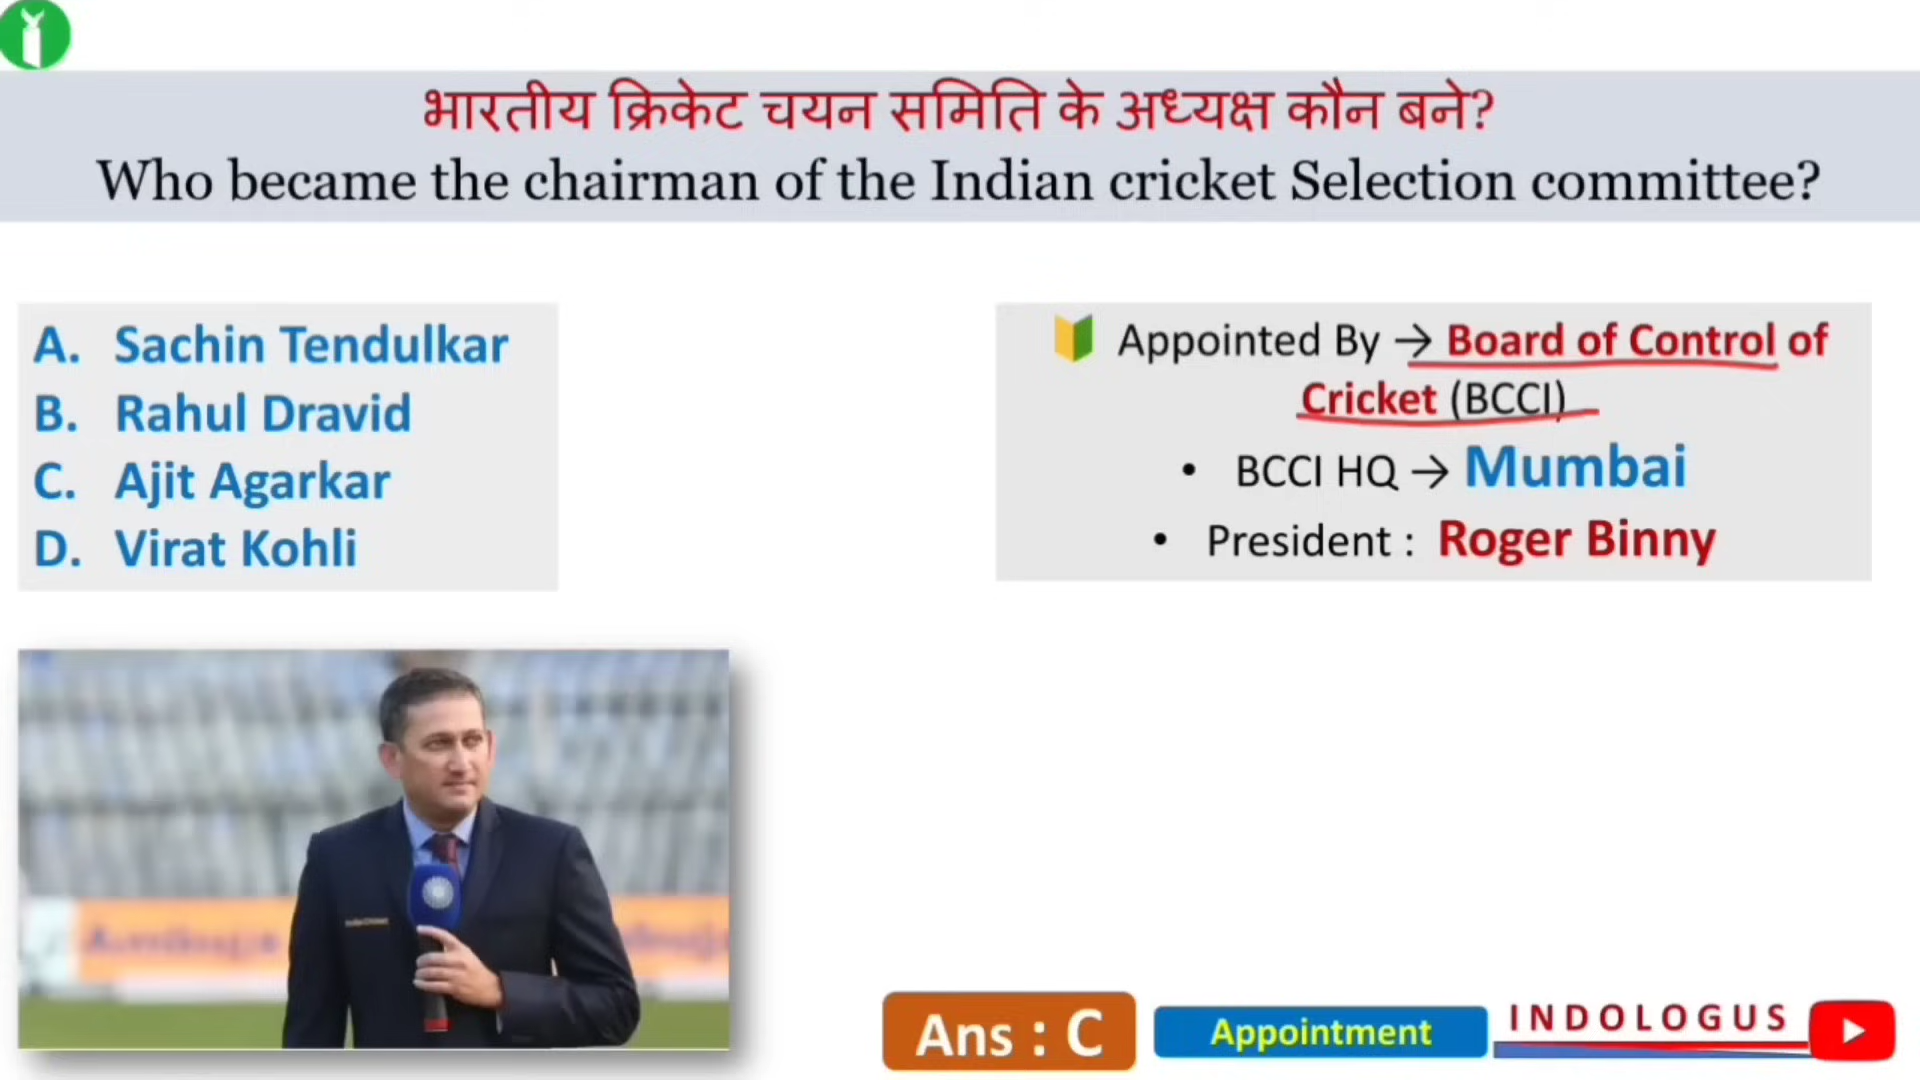 भारतीय क्रिकेट चयन समिति के अध्यक्ष कौन बने?
Who became the chairman of the Indian cricket Selection committee?
A. Sachin Tendulkar
B. Rahul Dravid
C. Ajit Agarkar
D. Virat Kohli
Appointed By → Board of Control of
Cricket (BCCI)
• BCCI HQ → Mumbai
• President : Roger Binny
Ans : C
Appointment
INDOLOGUS